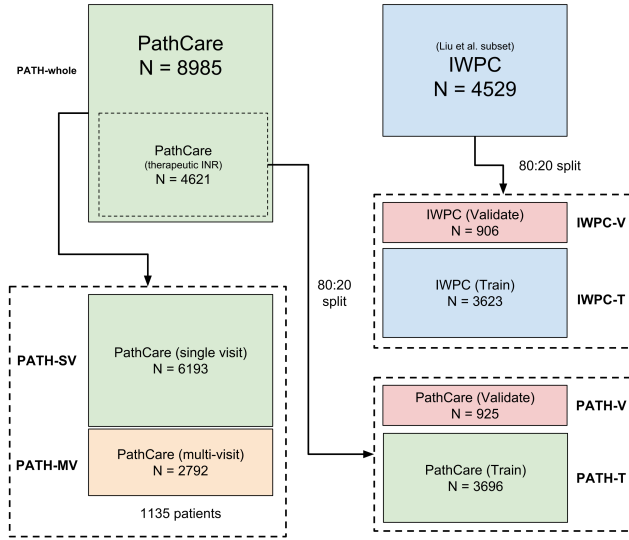 PATH-whole
PathCare
N = 8985
PathCare
(therapeutic INR)
N = 4621
(Liu et al. subset)
IWPC
N = 4529
80:20 split
IWPC (Validate)
N = 906
IWPC-V
IWPC (Train)
N = 3623
IWPC-T
80:20
split
PATH-SV
PathCare (single visit)
N = 6193
PATH-MV
PathCare (multi-visit)
N = 2792
1135 patients
PathCare (Validate)
N = 925
PATH-V
PathCare (Train)
N = 3696
PATH-T